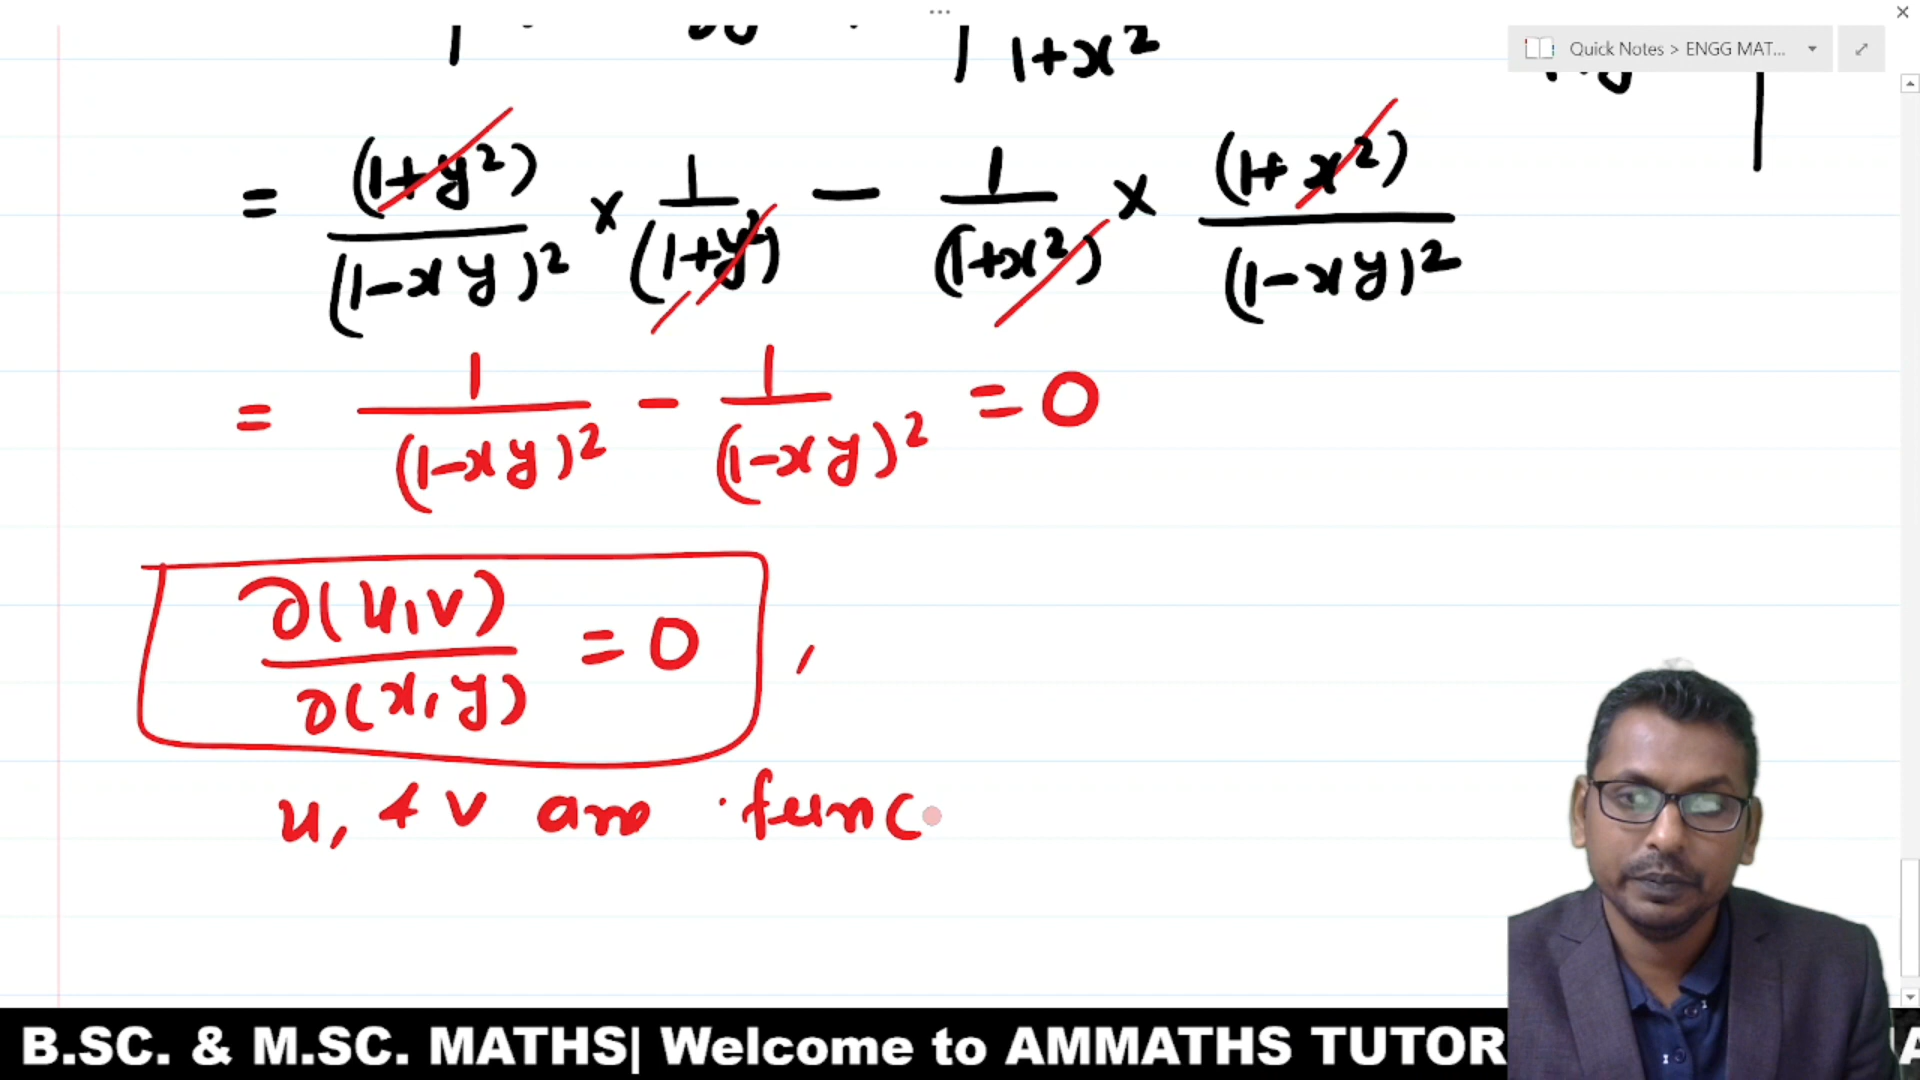 Quick Notes > ENGG MAT...
1+x²
= (1+y²)/(1-xy)² × 1/(1+y²) − 1/(1+x²) × (1+x²)/(1-xy)²
= 1/(1-xy)² − 1/(1-xy)² = 0
∂(u,v)/∂(x,y) = 0 ,
u, & v are func
B.SC. & M.SC. MATHS| Welcome to AMMATHS TUTOR